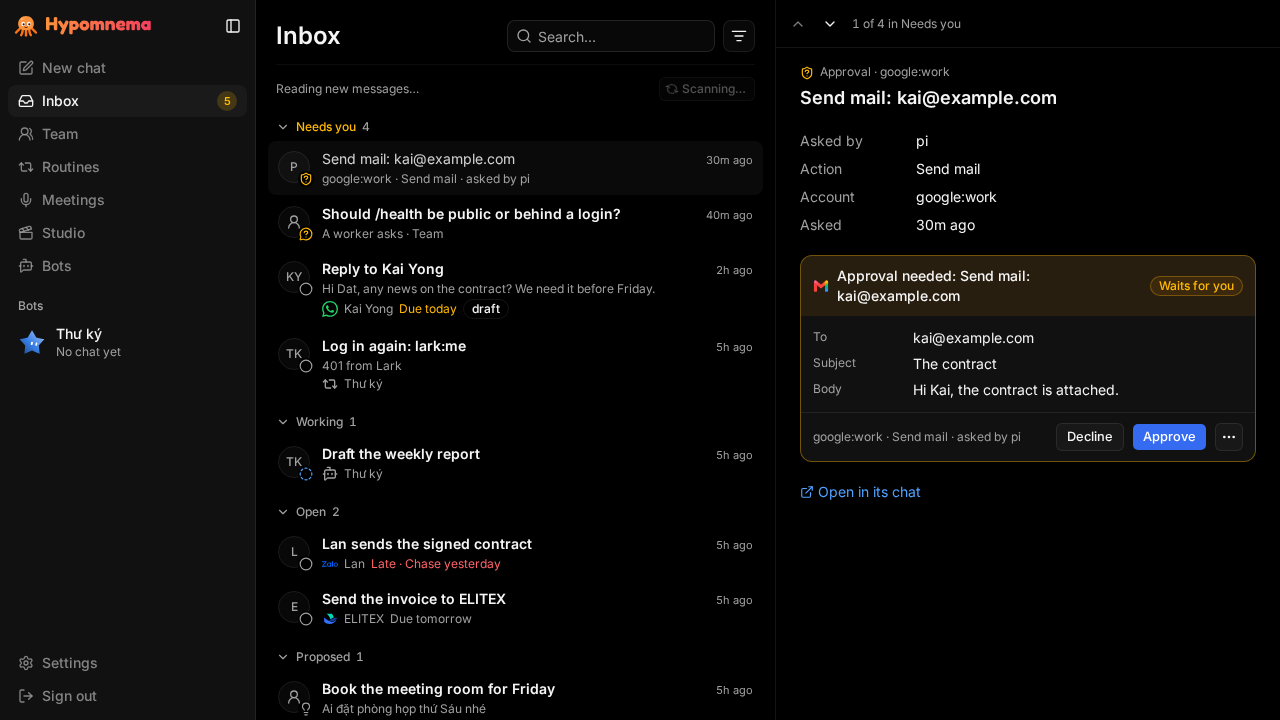 Hypomnema
New chat
Inbox
5
Team
Routines
Meetings
Studio
Bots
Bots
Thư ký
No chat yet
Settings
Sign out
Inbox
Search...
Reading new messages...
Scanning...
Needs you 4
P
Send mail: kai@example.com
30m ago
google:work · Send mail · asked by pi
Should /health be public or behind a login?
40m ago
A worker asks · Team
KY
Reply to Kai Yong
2h ago
Hi Dat, any news on the contract? We need it before Friday.
Kai Yong Due today draft
TK
Log in again: lark:me
5h ago
401 from Lark
Thư ký
Working 1
TK
Draft the weekly report
5h ago
Thư ký
Open 2
L
Lan sends the signed contract
5h ago
Zalo Lan Late · Chase yesterday
E
Send the invoice to ELITEX
5h ago
ELITEX Due tomorrow
Proposed 1
Book the meeting room for Friday
5h ago
Ai đặt phòng họp thứ Sáu nhé
1 of 4 in Needs you
Approval · google:work
Send mail: kai@example.com
Asked by pi
Action Send mail
Account google:work
Asked 30m ago
Approval needed: Send mail:
kai@example.com
Waits for you
To kai@example.com
Subject The contract
Body Hi Kai, the contract is attached.
google:work · Send mail · asked by pi
Decline
Approve
Open in its chat